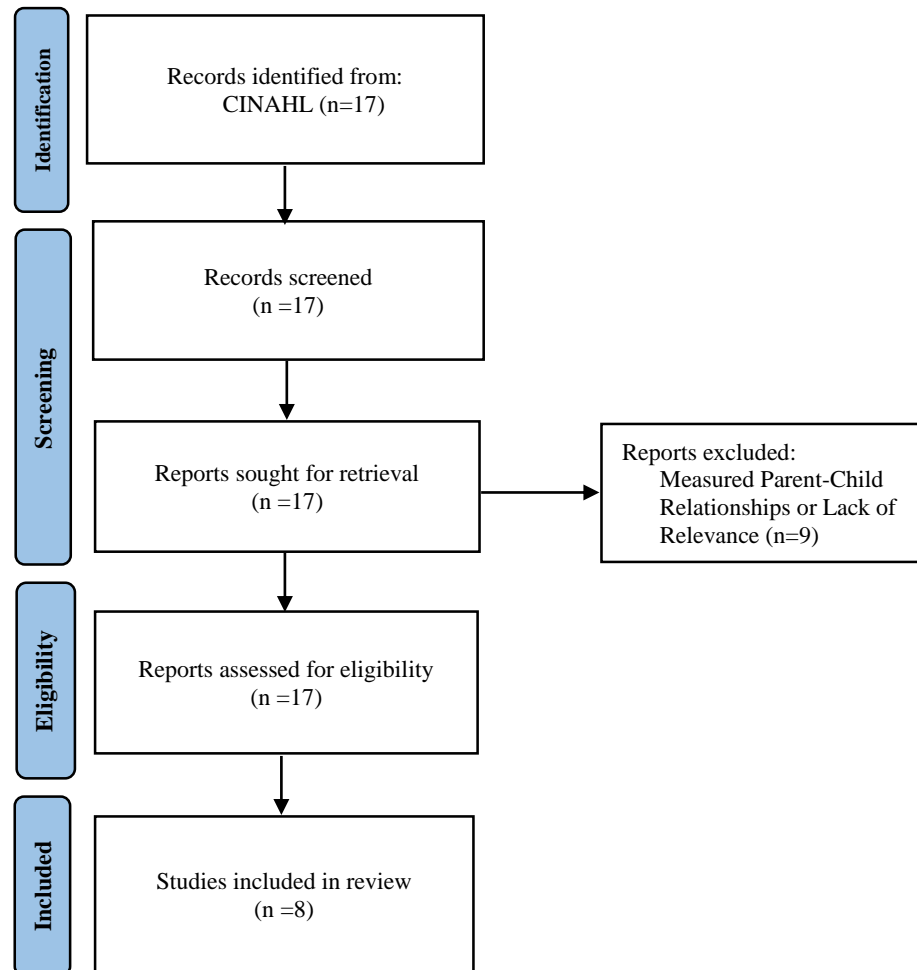 Identification
Records identified from:
CINAHL (n=17)
Screening
Records screened
(n =17)
Reports sought for retrieval
(n =17)
Reports excluded:
Measured Parent-Child
Relationships or Lack of
Relevance (n=9)
Eligibility
Reports assessed for eligibility
(n =17)
Included
Studies included in review
(n =8)